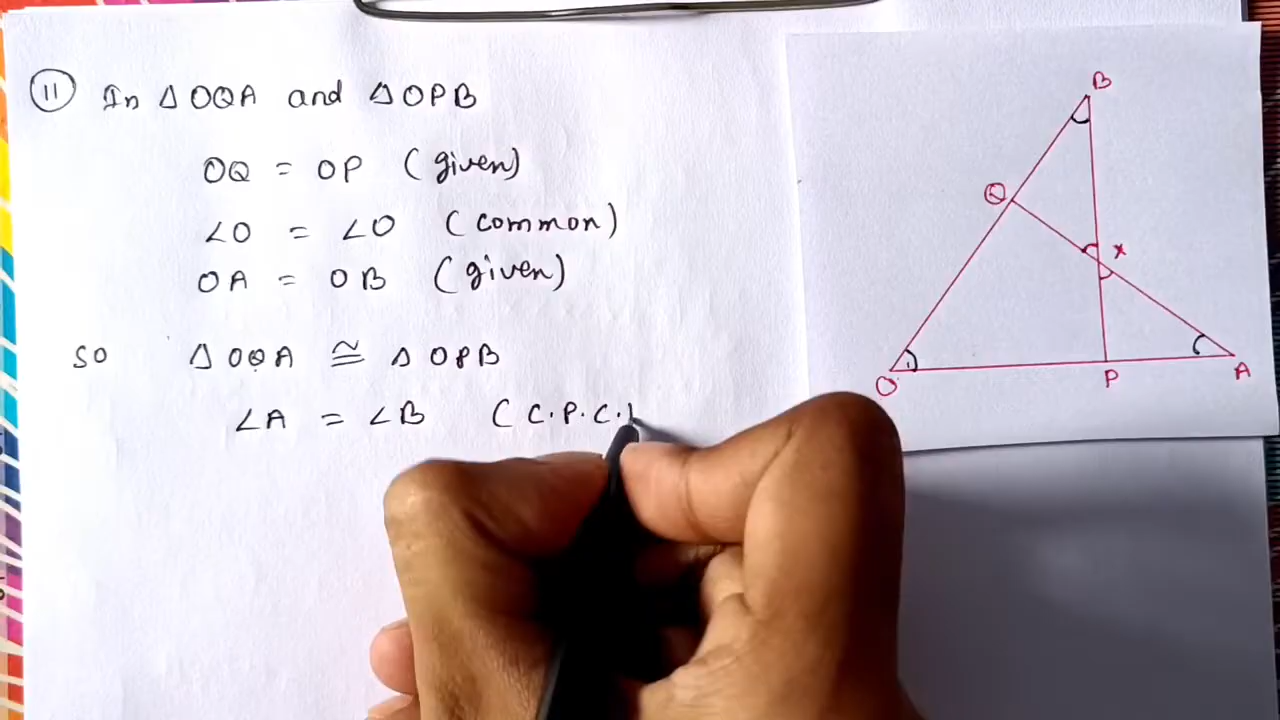 11 In △OQA and △OPB
OQ = OP (given)
∠O = ∠O (common)
OA = OB (given)
SO △OQA ≅ △OPB
∠A = ∠B (C.P.C.
B
Q
x
O
P
A